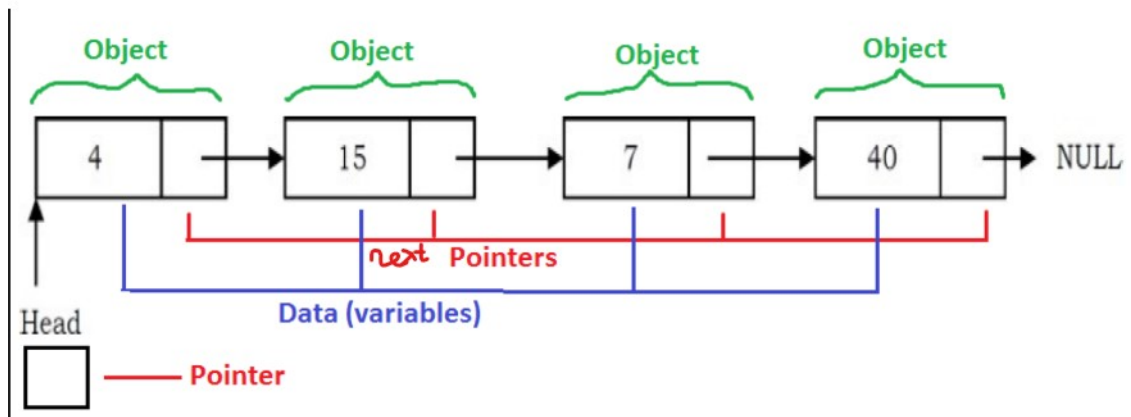 Object Object Object Object
4 15 7 40 NULL
next Pointers
Data (variables)
Head
Pointer